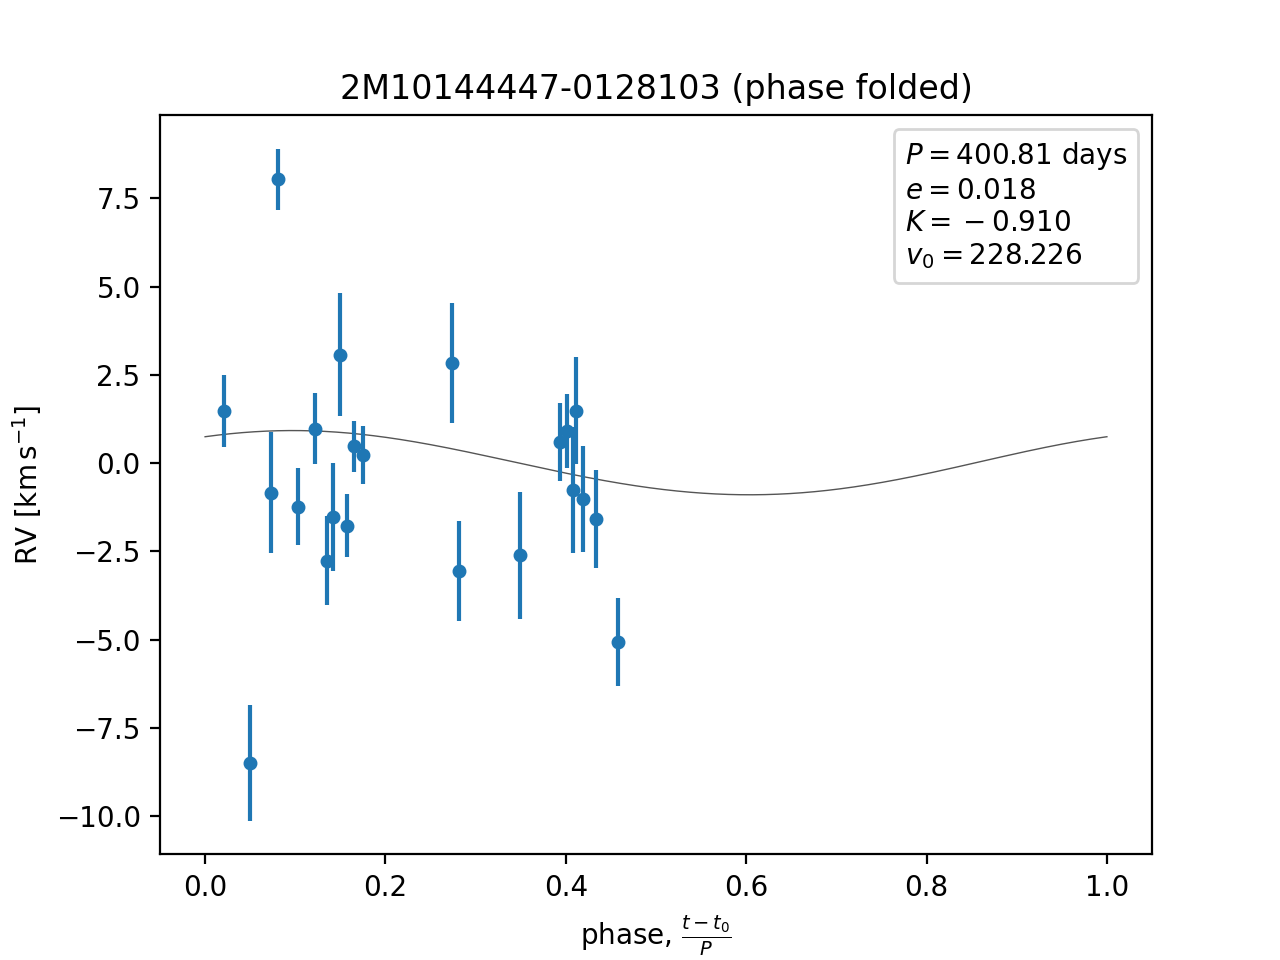 2M10144447-0128103 (phase folded)
P = 400.81 days
e = 0.018
K = −0.910
v₀ = 228.226
7.5
5.0
2.5
0.0
−2.5
−5.0
−7.5
−10.0
RV [km s⁻¹]
0.0 0.2 0.4 0.6 0.8 1.0
phase, (t − t₀)/P